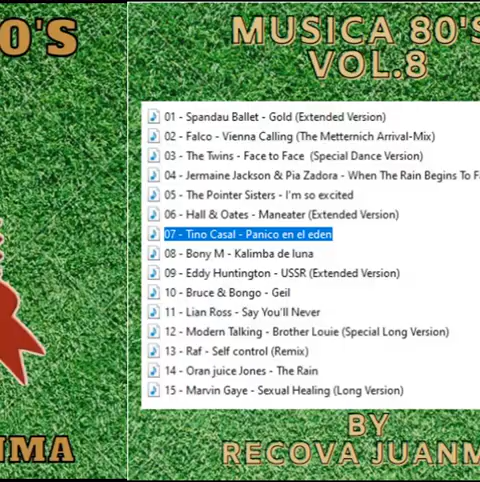 0'S
MUSICA 80'S
VOL.8
01 - Spandau Ballet - Gold (Extended Version)
02 - Falco - Vienna Calling (The Metternich Arrival-Mix)
03 - The Twins - Face to Face (Special Dance Version)
04 - Jermaine Jackson & Pia Zadora - When The Rain Begins To F
05 - The Pointer Sisters - I'm so excited
06 - Hall & Oates - Maneater (Extended Version)
07 - Tino Casal - Panico en el eden
08 - Bony M - Kalimba de luna
09 - Eddy Huntington - USSR (Extended Version)
10 - Bruce & Bongo - Geil
11 - Lian Ross - Say You'll Never
12 - Modern Talking - Brother Louie (Special Long Version)
13 - Raf - Self control (Remix)
14 - Oran juice Jones - The Rain
15 - Marvin Gaye - Sexual Healing (Long Version)
BY
RECOVA JUANM
NMA